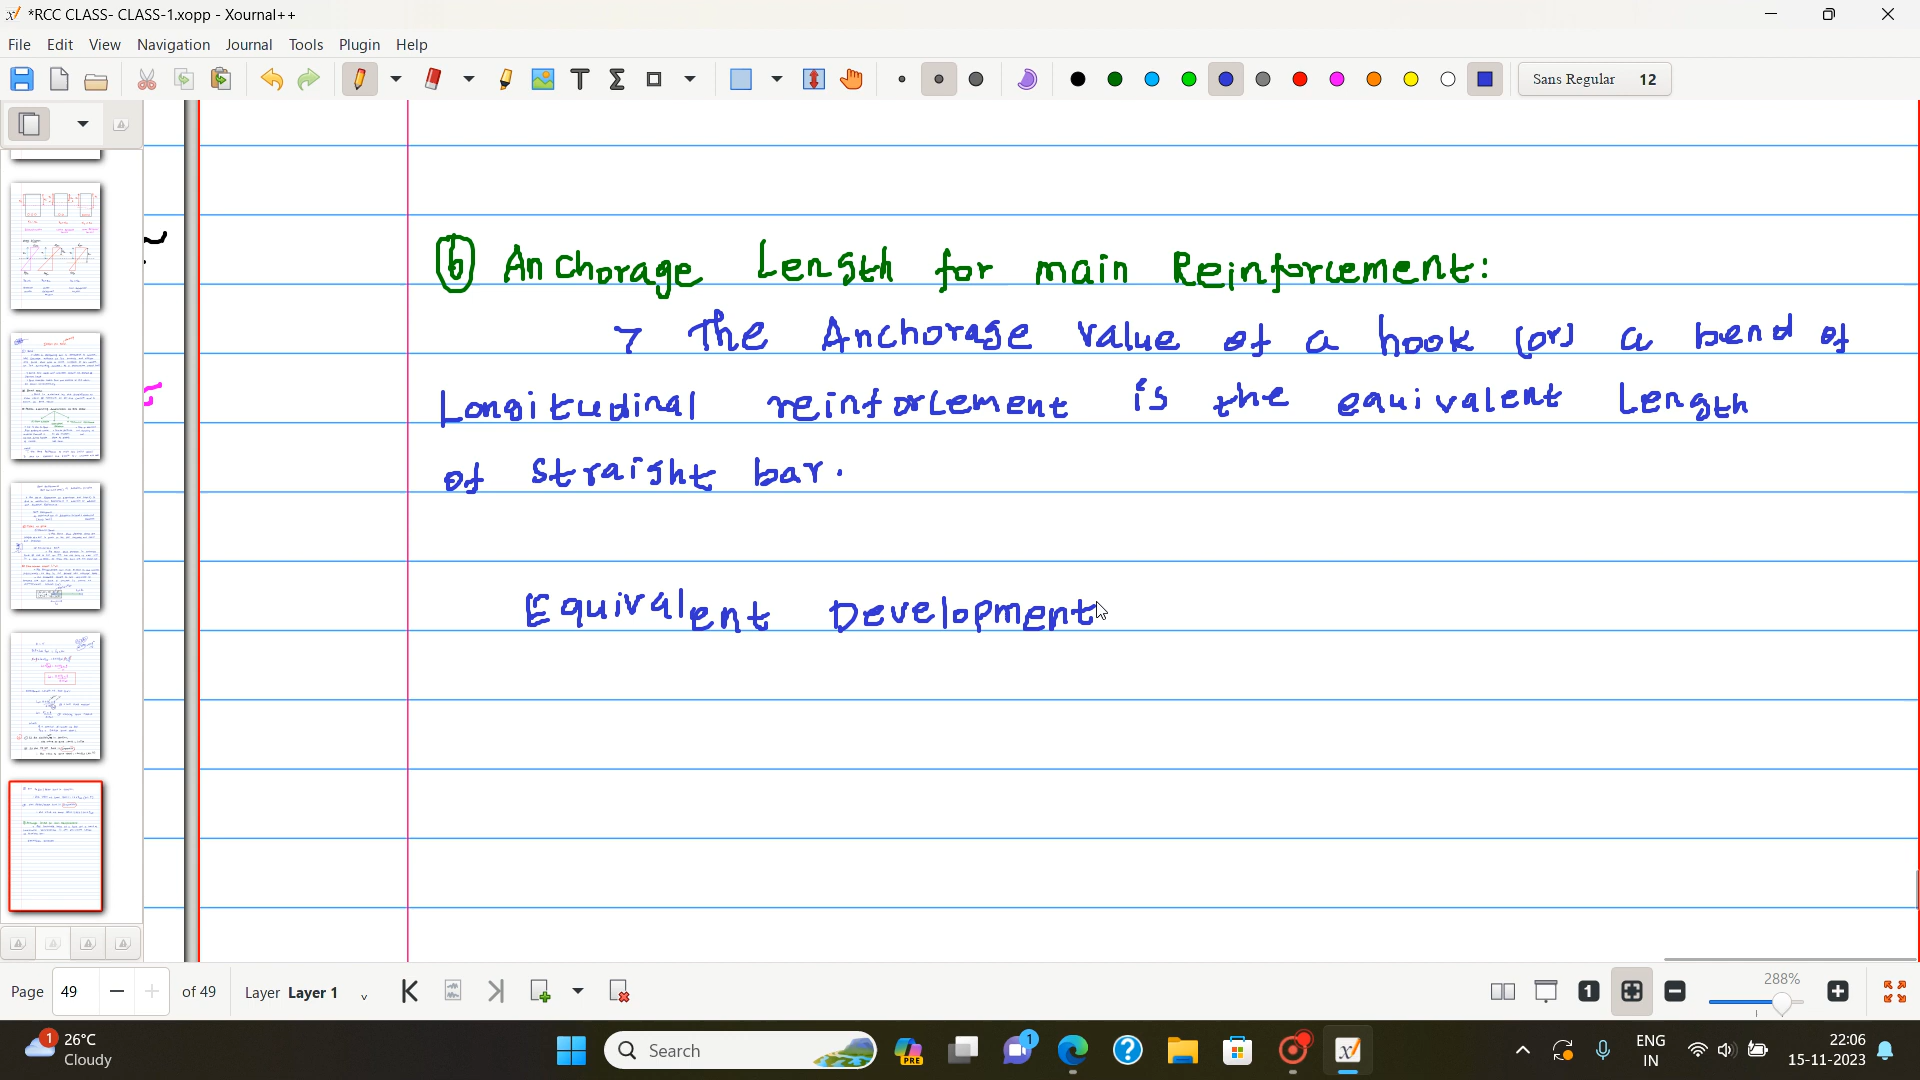 *RCC CLASS- CLASS-1.xopp - Xournal++
File Edit View Navigation Journal Tools Plugin Help
Sans Regular 12
6 Anchorage Length for main Reinforcement:
The Anchorage value of a hook (or) a bend of
Longitudinal reinforcement is the equivalent Length
of straight bar.
Equivalent Development
Page 49 of 49 Layer Layer 1 288%
26°C
Cloudy
Search
PRE
ENG
IN
22:06
15-11-2023